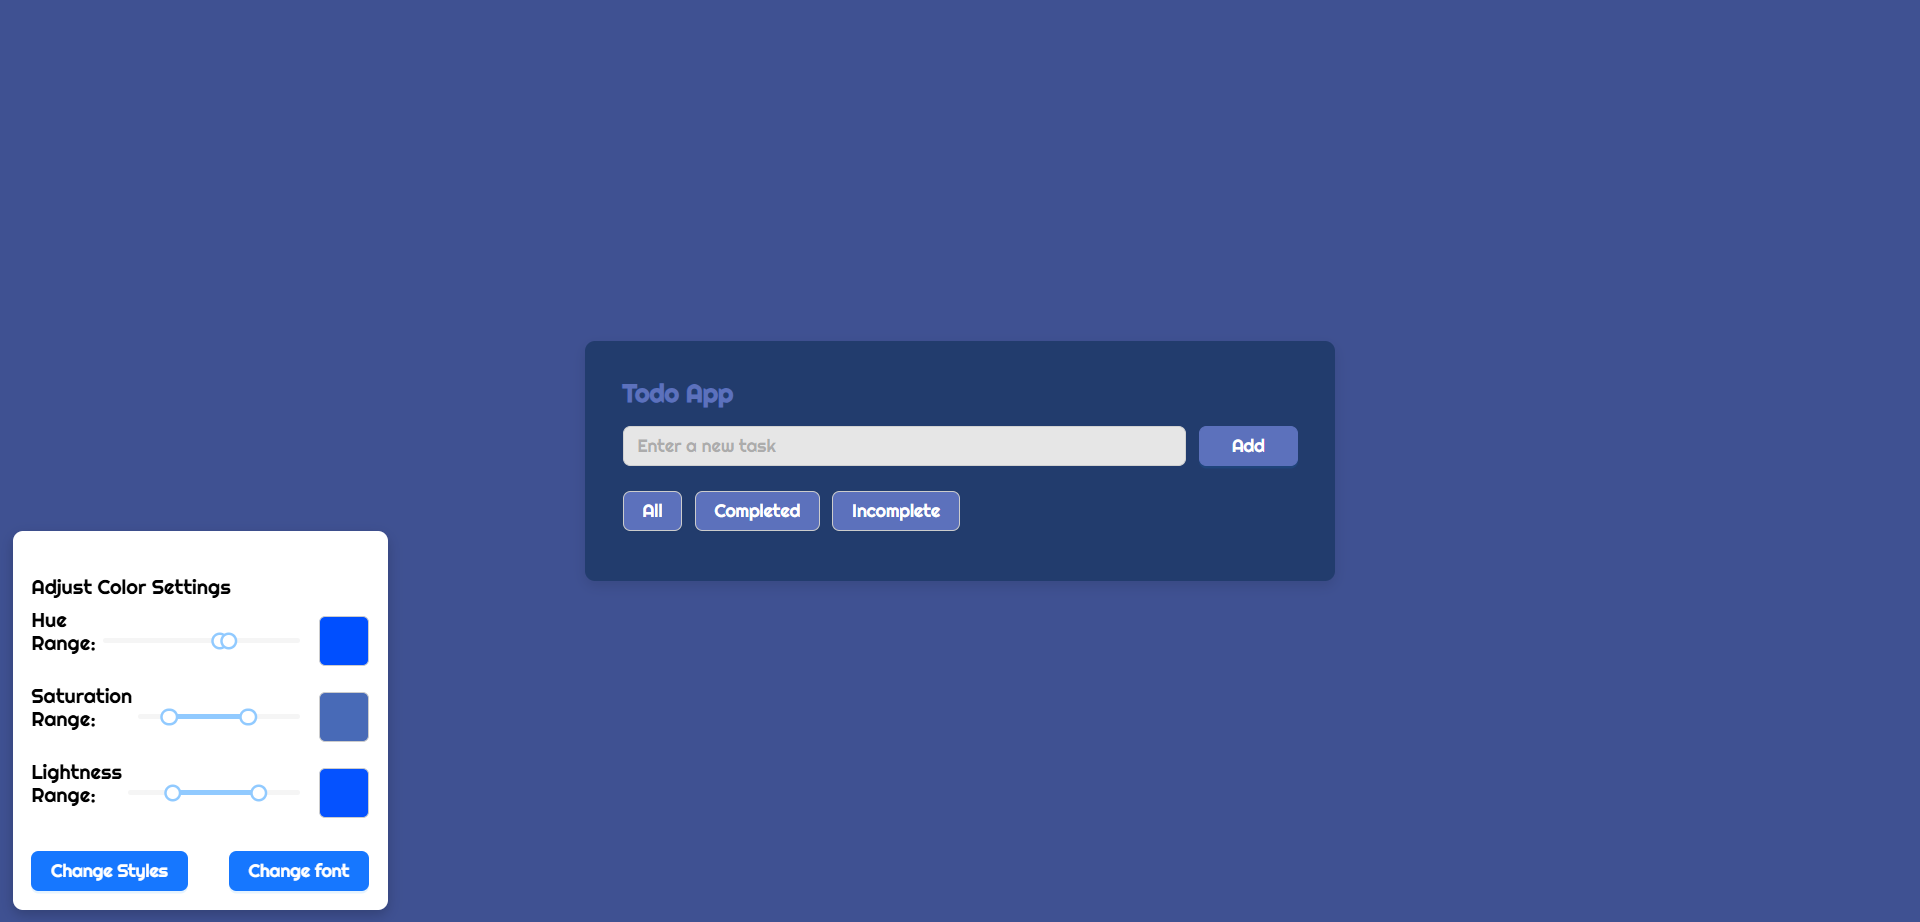 Todo App
Enter a new task
Add
All
Completed
Incomplete
Adjust Color Settings
Hue
Range:
Saturation
Range:
Lightness
Range:
Change Styles
Change font